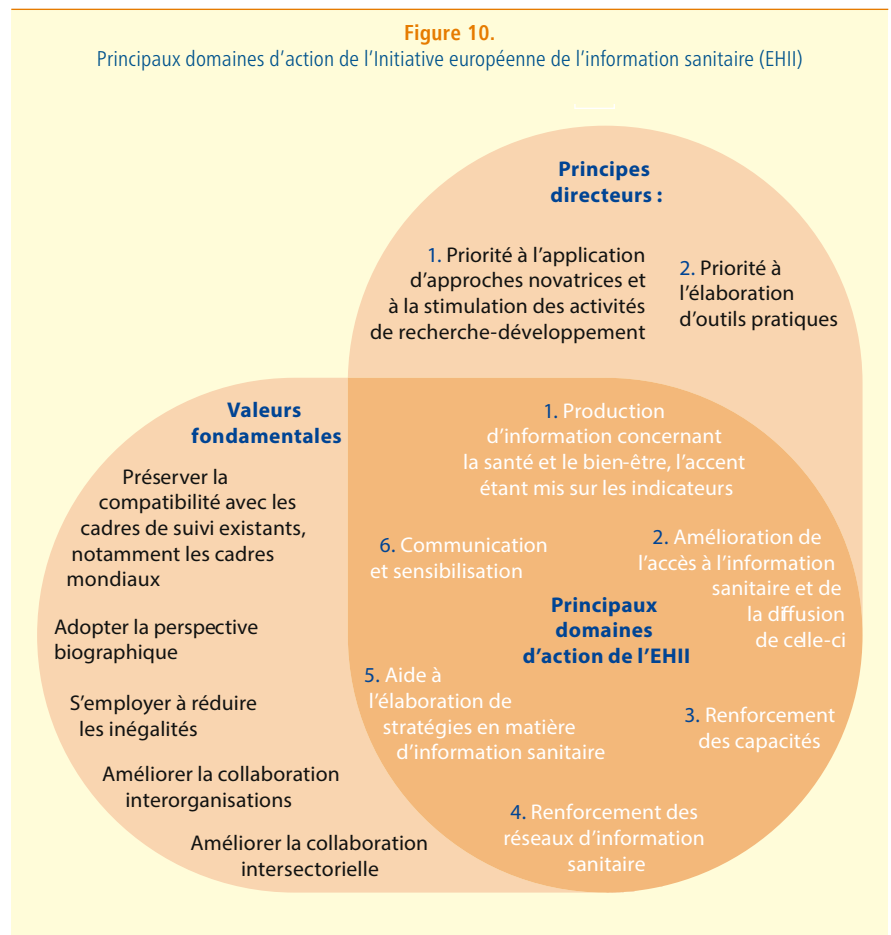 Figure 10.
Principaux domaines d’action de l’Initiative européenne de l’information sanitaire (EHII)
Principes
directeurs :
1. Priorité à l’application
d’approches novatrices et
à la stimulation des activités
de recherche-développement
2. Priorité à
l’élaboration
d’outils pratiques
Valeurs
fondamentales
Préserver la
compatibilité avec les
cadres de suivi existants,
notamment les cadres
mondiaux
Adopter la perspective
biographique
S’employer à réduire
les inégalités
Améliorer la collaboration
interorganisations
Améliorer la collaboration
intersectorielle
1. Production
d’information concernant
la santé et le bien-être, l’accent
étant mis sur les indicateurs
2. Amélioration de
l’accès à l’information
sanitaire et de
la diffusion
de celle-ci
3. Renforcement
des capacités
4. Renforcement des
réseaux d’information
sanitaire
5. Aide à
l’élaboration de
stratégies en matière
d’information sanitaire
6. Communication
et sensibilisation
Principaux
domaines
d’action de l’EHII